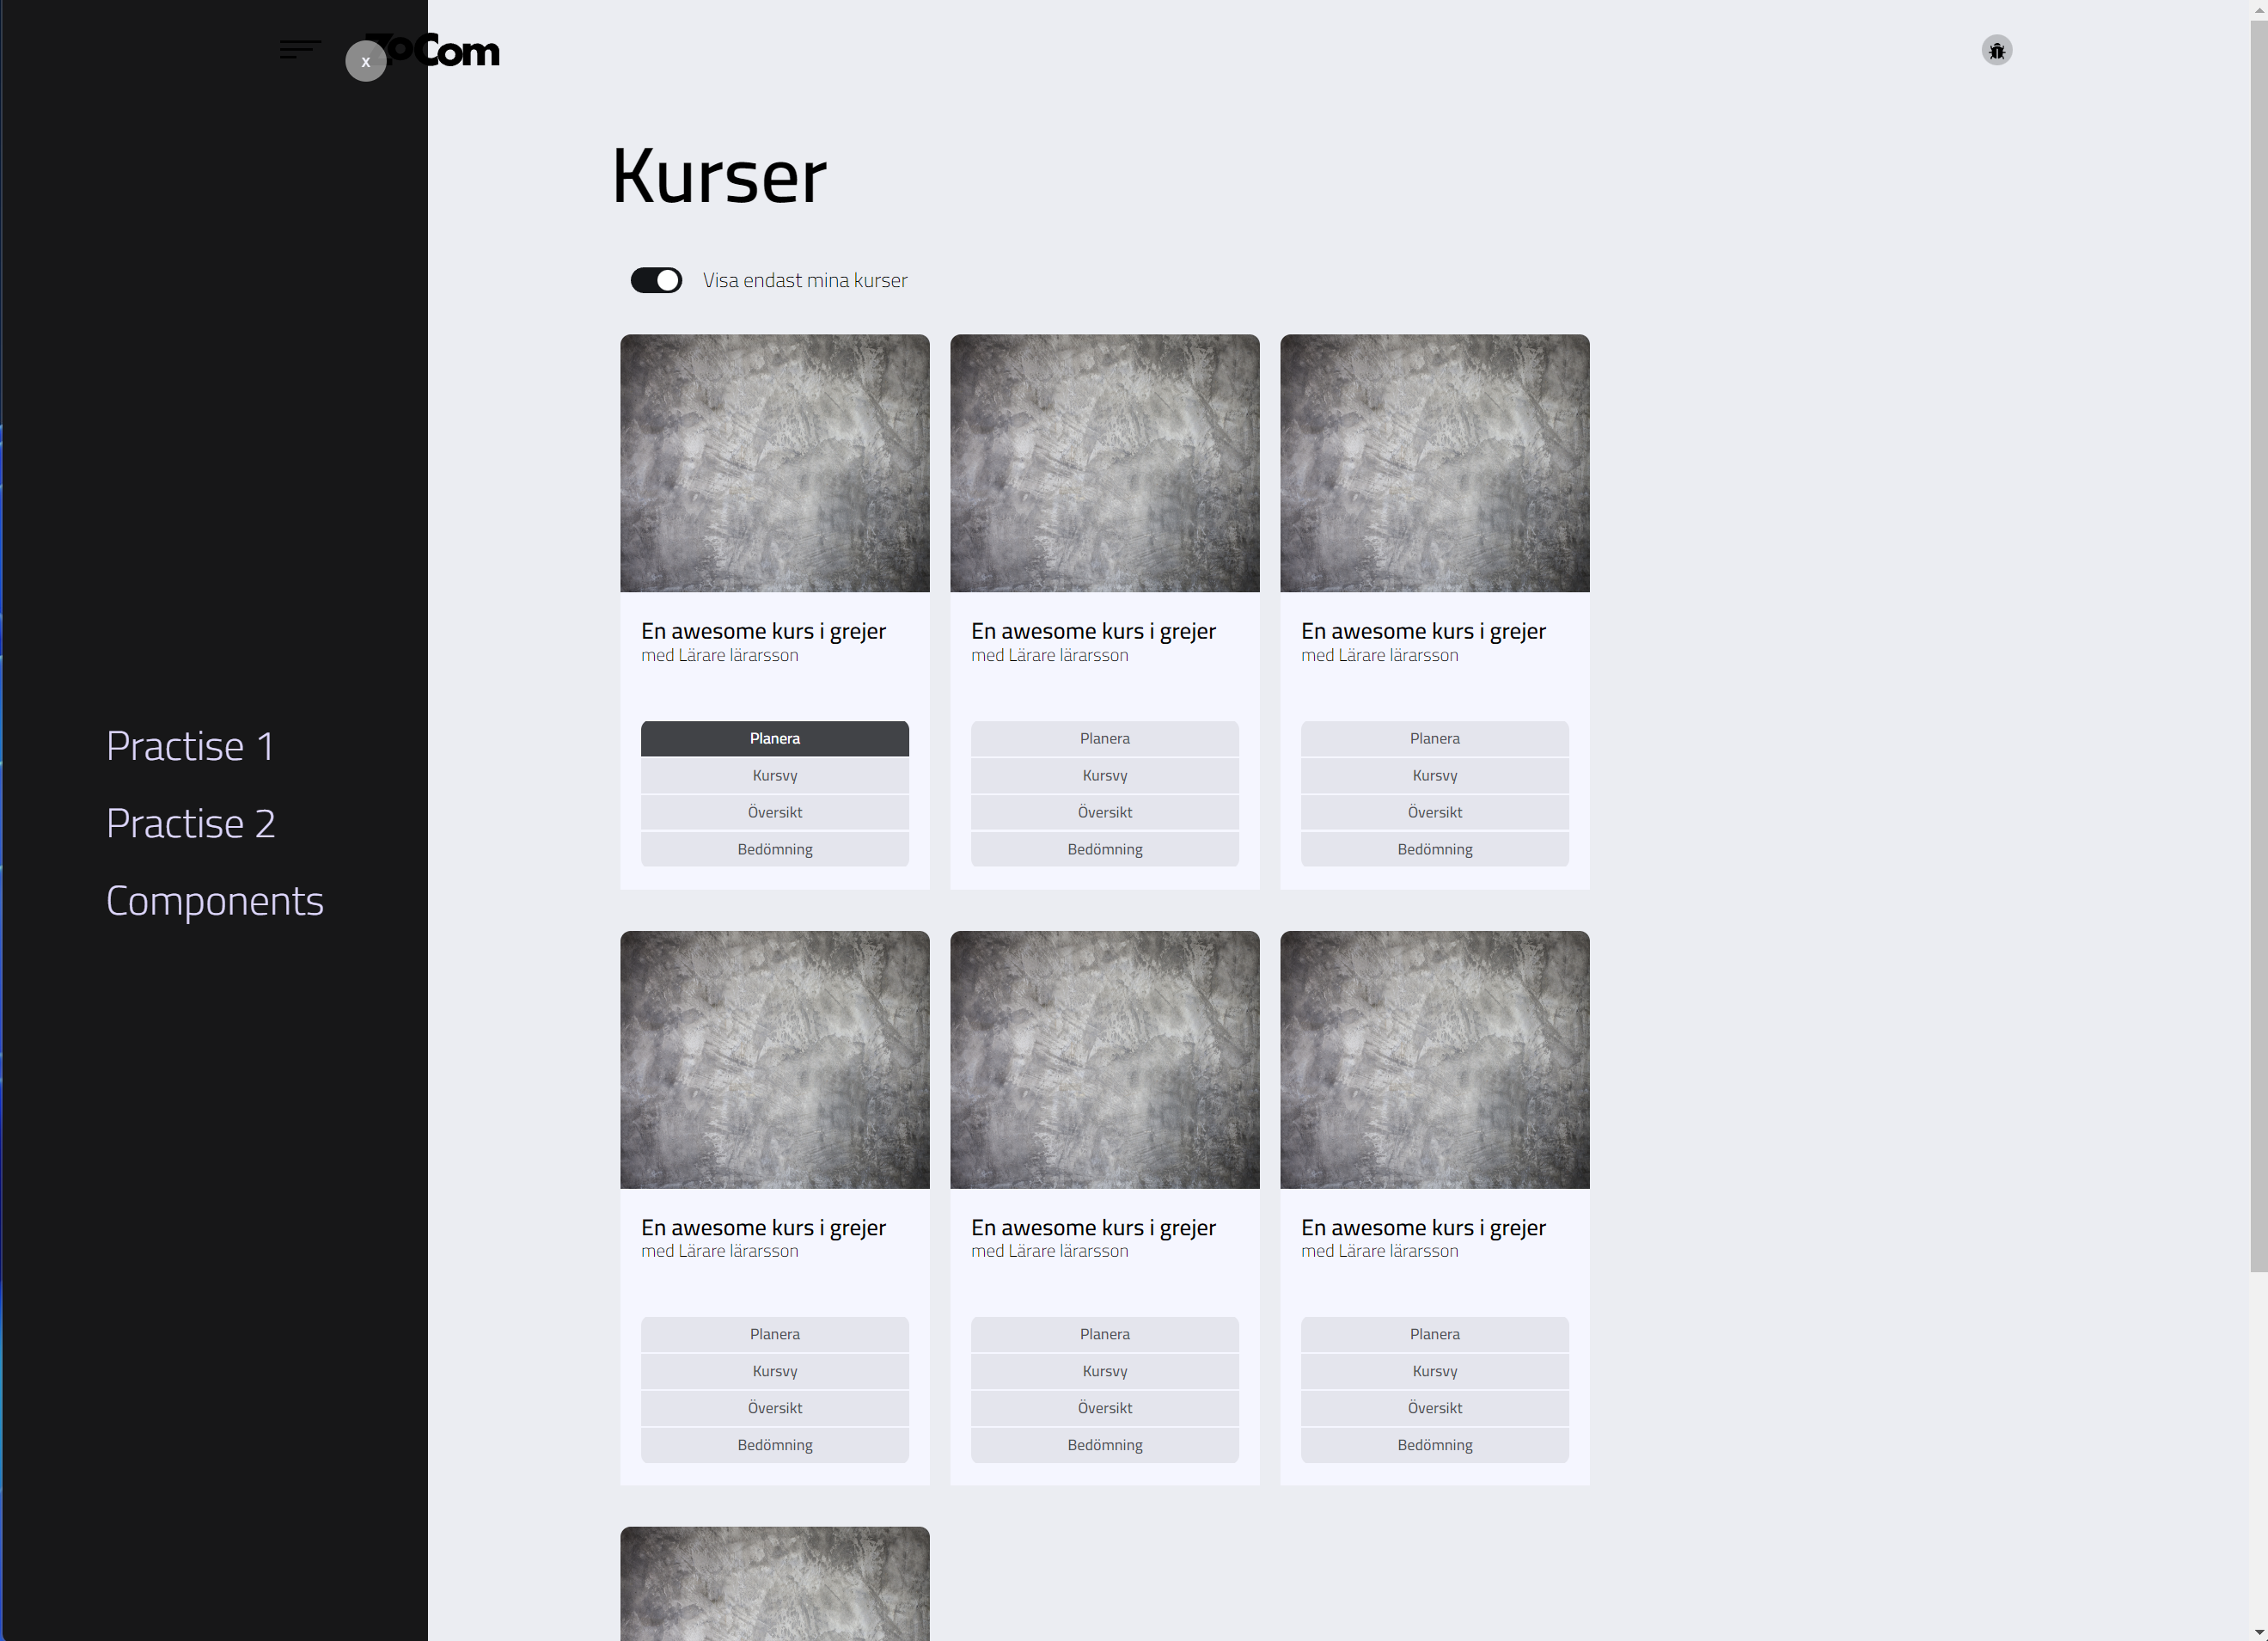 x
ZoCom
Kurser
Visa endast mina kurser
Practise 1
Practise 2
Components
En awesome kurs i grejer
med Lärare lärarsson
Planera
Kursvy
Översikt
Bedömning
En awesome kurs i grejer
med Lärare lärarsson
Planera
Kursvy
Översikt
Bedömning
En awesome kurs i grejer
med Lärare lärarsson
Planera
Kursvy
Översikt
Bedömning
En awesome kurs i grejer
med Lärare lärarsson
Planera
Kursvy
Översikt
Bedömning
En awesome kurs i grejer
med Lärare lärarsson
Planera
Kursvy
Översikt
Bedömning
En awesome kurs i grejer
med Lärare lärarsson
Planera
Kursvy
Översikt
Bedömning